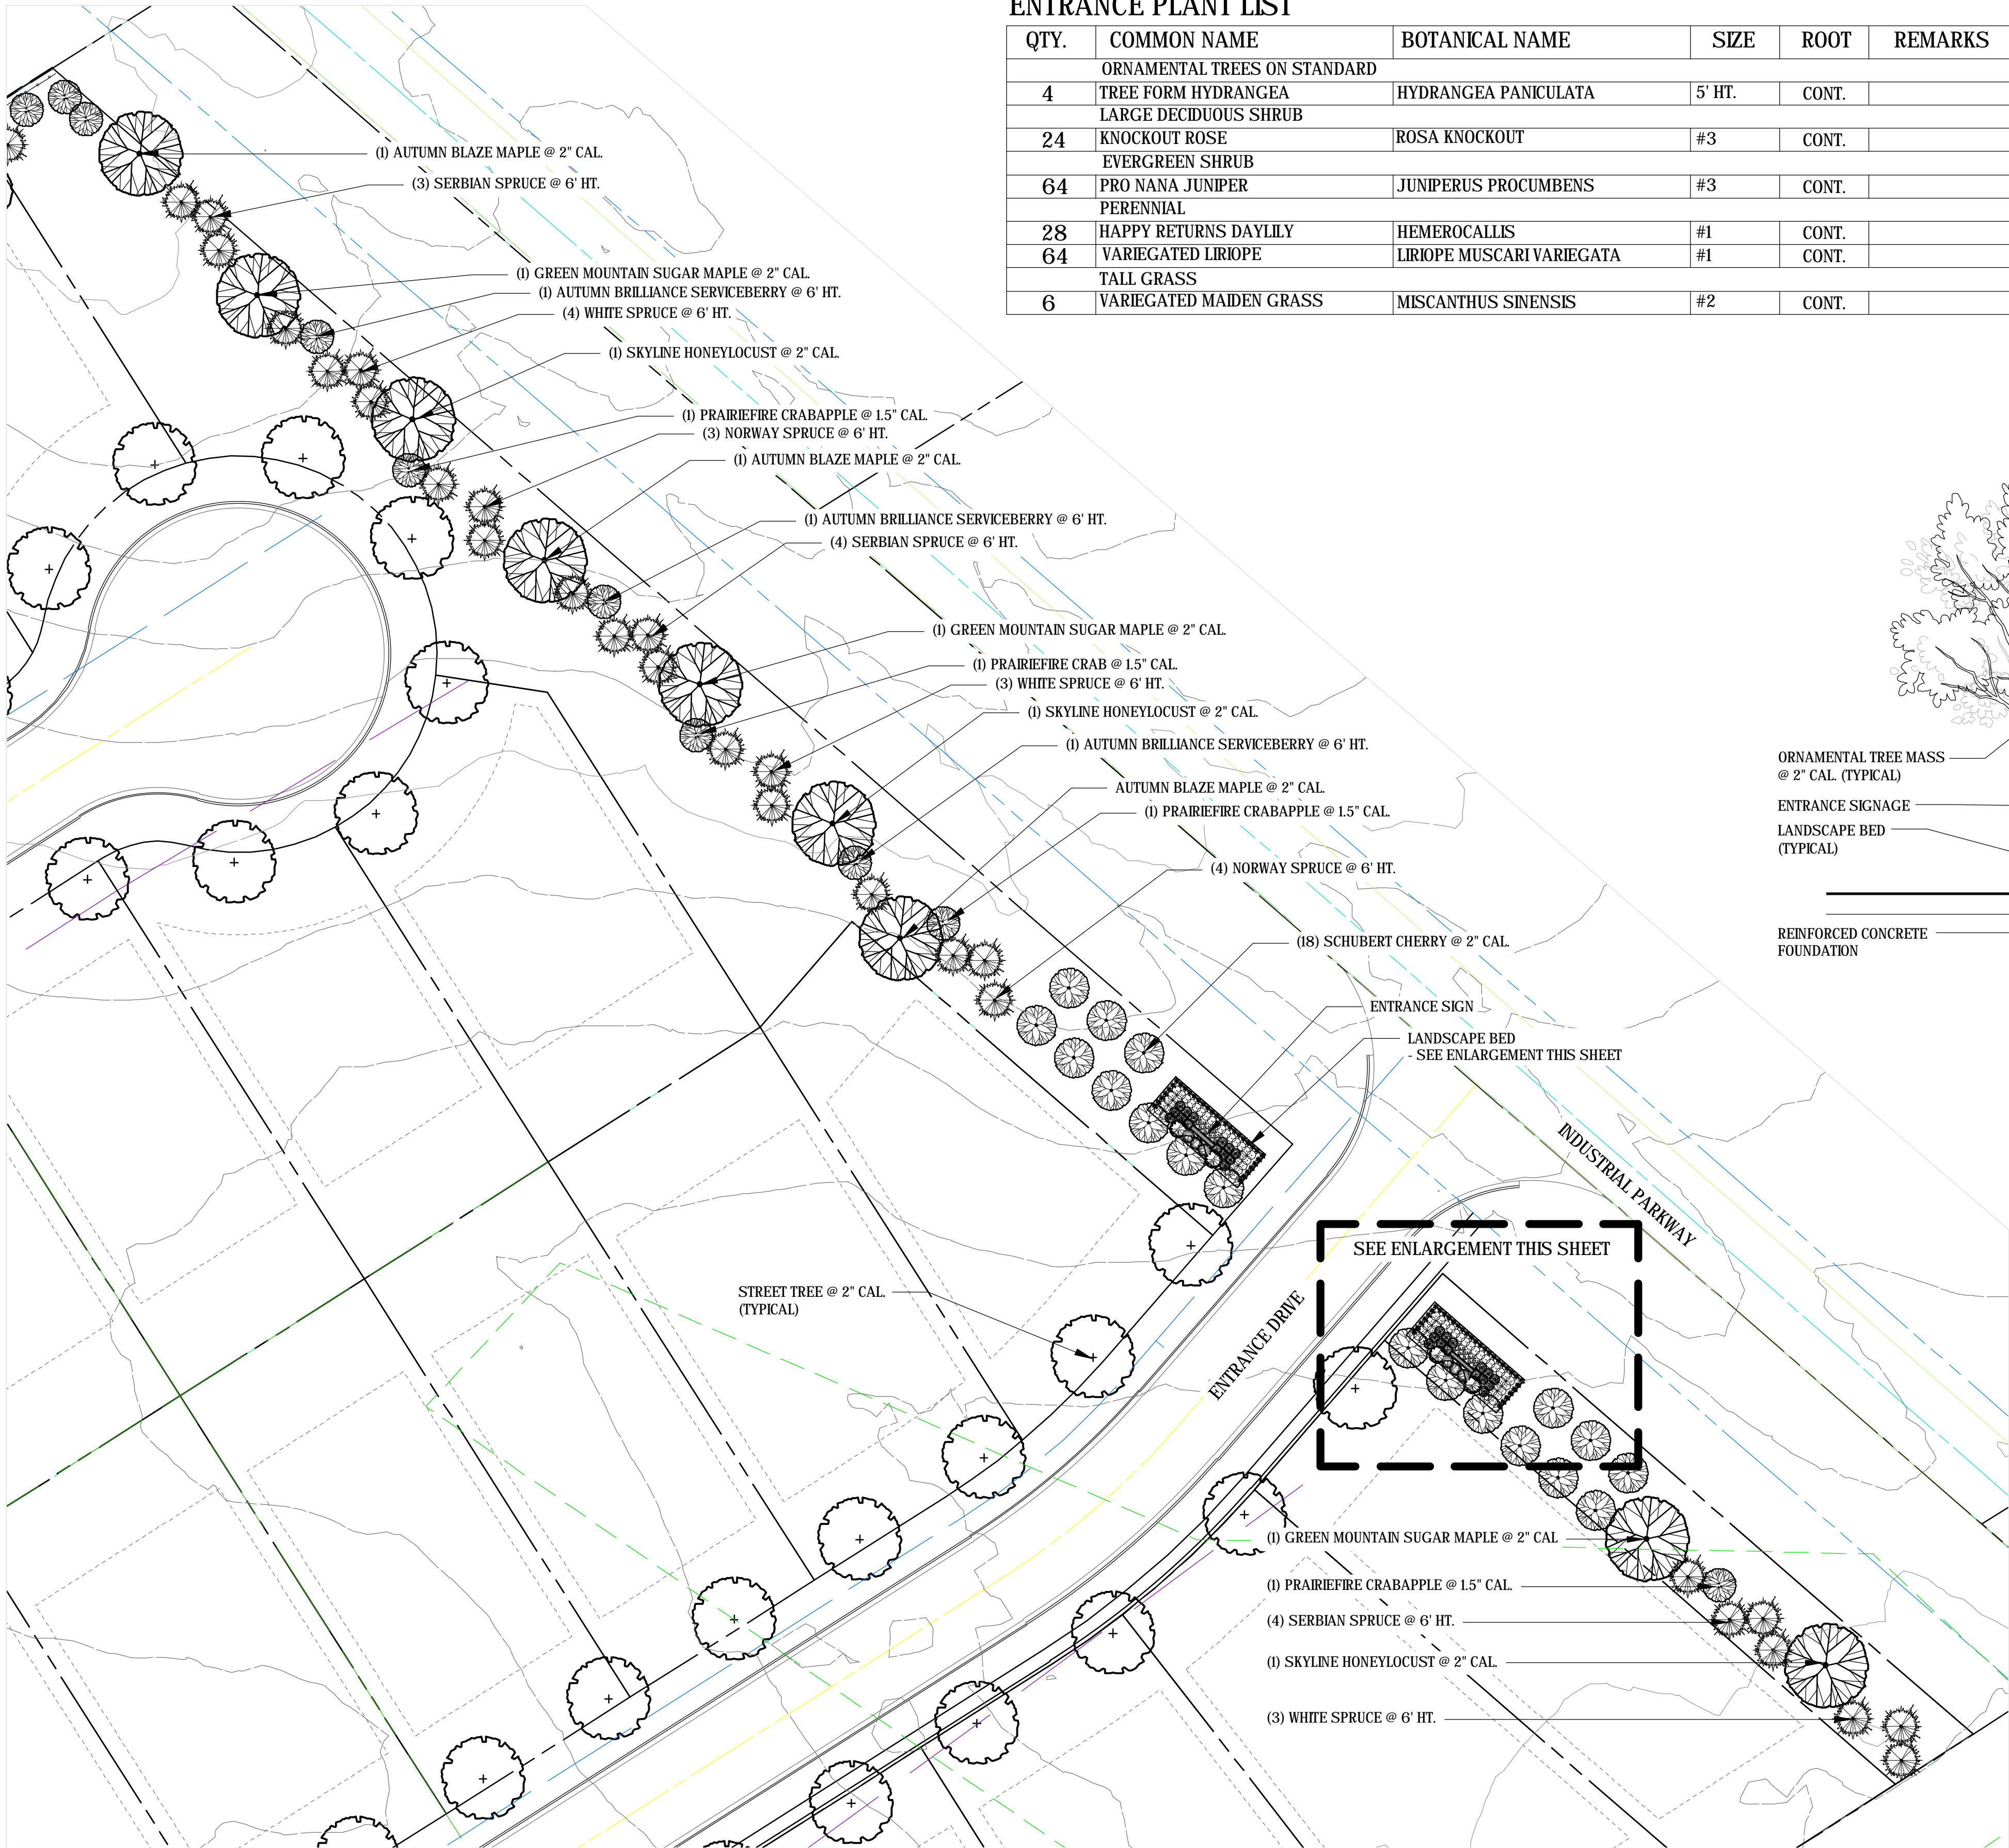 ENTRANCE PLANT LIST
QTY. COMMON NAME BOTANICAL NAME SIZE ROOT REMARKS
ORNAMENTAL TREES ON STANDARD
4 TREE FORM HYDRANGEA HYDRANGEA PANICULATA 5' HT. CONT.
LARGE DECIDUOUS SHRUB
24 KNOCKOUT ROSE ROSA KNOCKOUT #3 CONT.
EVERGREEN SHRUB
64 PRO NANA JUNIPER JUNIPERUS PROCUMBENS #3 CONT.
PERENNIAL
28 HAPPY RETURNS DAYLILY HEMEROCALLIS #1 CONT.
64 VARIEGATED LIRIOPE LIRIOPE MUSCARI VARIEGATA #1 CONT.
TALL GRASS
6 VARIEGATED MAIDEN GRASS MISCANTHUS SINENSIS #2 CONT.
(1) AUTUMN BLAZE MAPLE @ 2" CAL.
(3) SERBIAN SPRUCE @ 6' HT.
(1) GREEN MOUNTAIN SUGAR MAPLE @ 2" CAL.
(1) AUTUMN BRILLIANCE SERVICEBERRY @ 6' HT.
(4) WHITE SPRUCE @ 6' HT.
(1) SKYLINE HONEYLOCUST @ 2" CAL.
(1) PRAIRIEFIRE CRABAPPLE @ 1.5" CAL.
(3) NORWAY SPRUCE @ 6' HT.
(1) AUTUMN BLAZE MAPLE @ 2" CAL.
(1) AUTUMN BRILLIANCE SERVICEBERRY @ 6' HT.
(4) SERBIAN SPRUCE @ 6' HT.
(1) GREEN MOUNTAIN SUGAR MAPLE @ 2" CAL.
(1) PRAIRIEFIRE CRAB @ 1.5" CAL.
(3) WHITE SPRUCE @ 6' HT.
(1) SKYLINE HONEYLOCUST @ 2" CAL.
(1) AUTUMN BRILLIANCE SERVICEBERRY @ 6' HT.
AUTUMN BLAZE MAPLE @ 2" CAL.
(1) PRAIRIEFIRE CRABAPPLE @ 1.5" CAL.
(4) NORWAY SPRUCE @ 6' HT.
(18) SCHUBERT CHERRY @ 2" CAL.
ENTRANCE SIGN
LANDSCAPE BED
- SEE ENLARGEMENT THIS SHEET
ORNAMENTAL TREE MASS
@ 2" CAL. (TYPICAL)
ENTRANCE SIGNAGE
LANDSCAPE BED
(TYPICAL)
REINFORCED CONCRETE
FOUNDATION
INDUSTRIAL PARKWAY
SEE ENLARGEMENT THIS SHEET
STREET TREE @ 2" CAL.
(TYPICAL)
ENTRANCE DRIVE
(1) GREEN MOUNTAIN SUGAR MAPLE @ 2" CAL
(1) PRAIRIEFIRE CRABAPPLE @ 1.5" CAL.
(4) SERBIAN SPRUCE @ 6' HT.
(1) SKYLINE HONEYLOCUST @ 2" CAL.
(3) WHITE SPRUCE @ 6' HT.